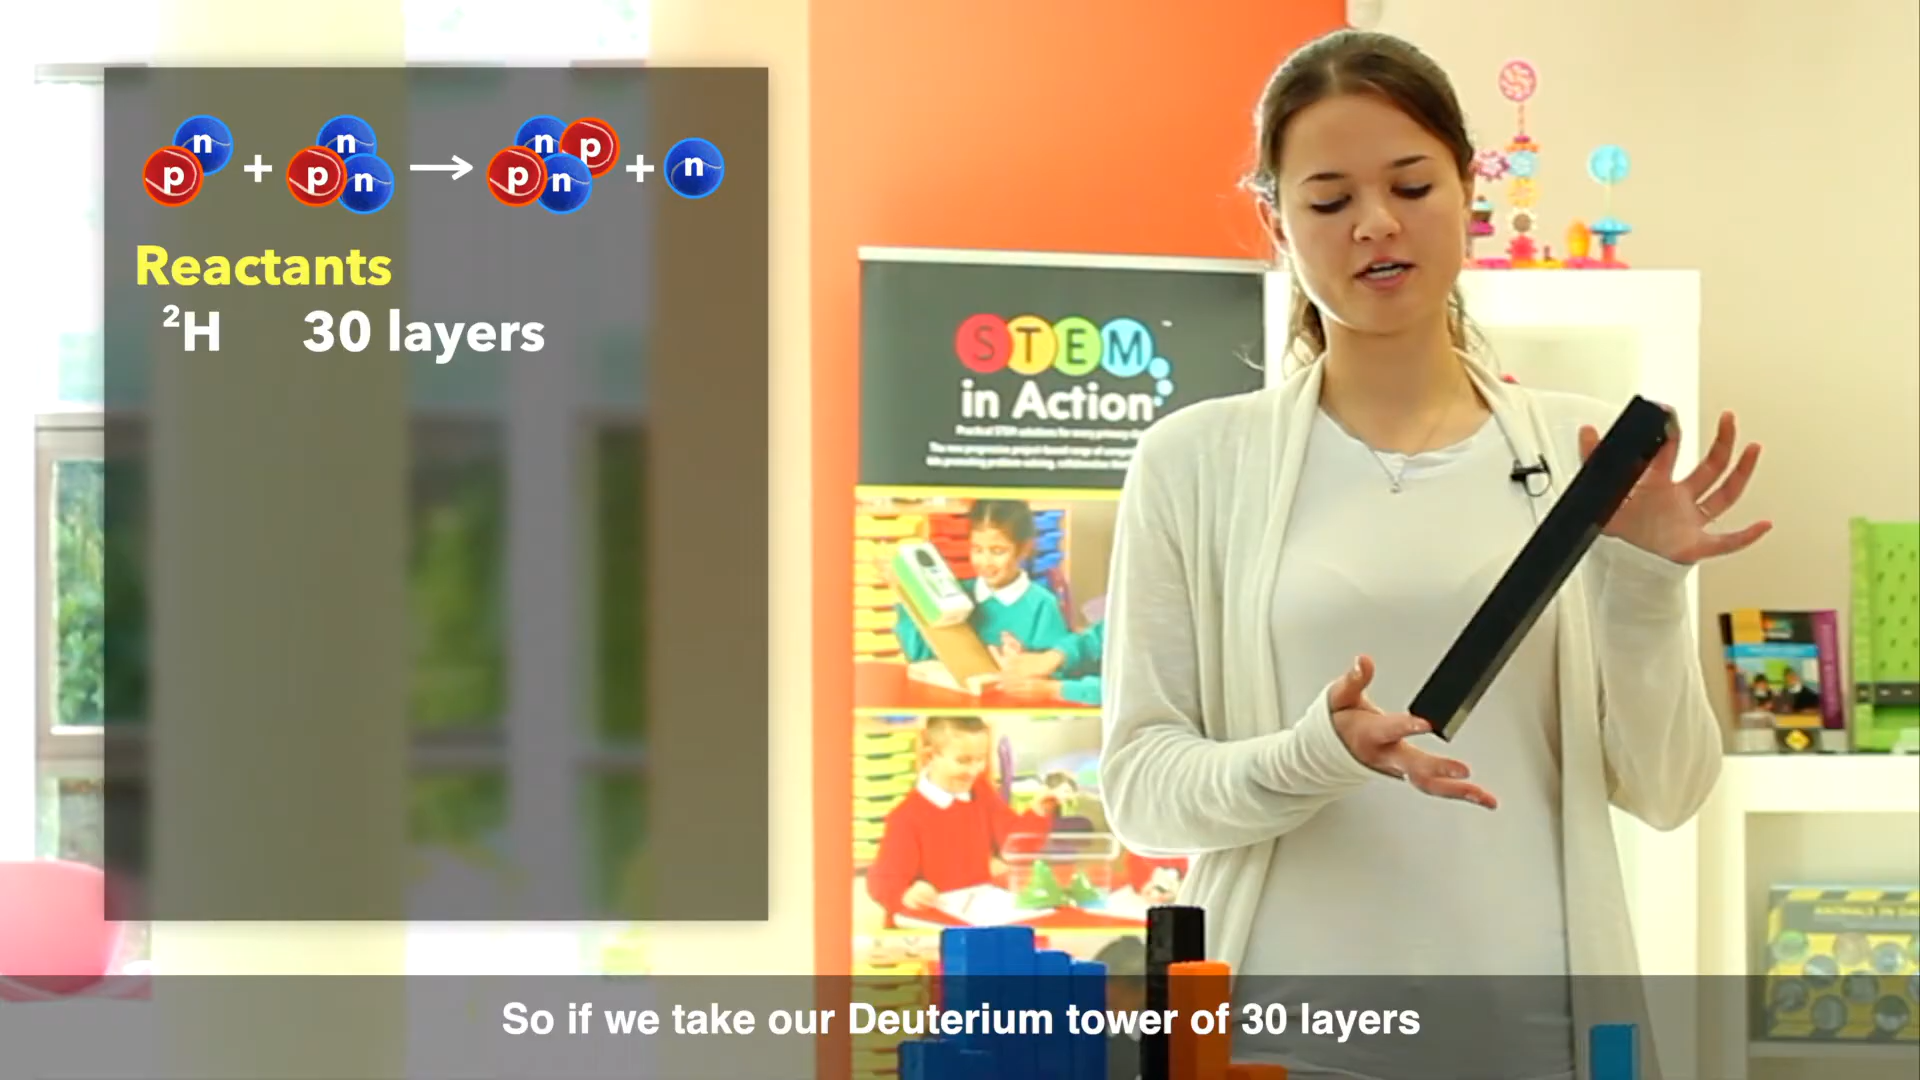 n
p
+
n
p
n
→
n
p
p
n
+
n
Reactants
²H 30 layers
STEM
in Action
So if we take our Deuterium tower of 30 layers